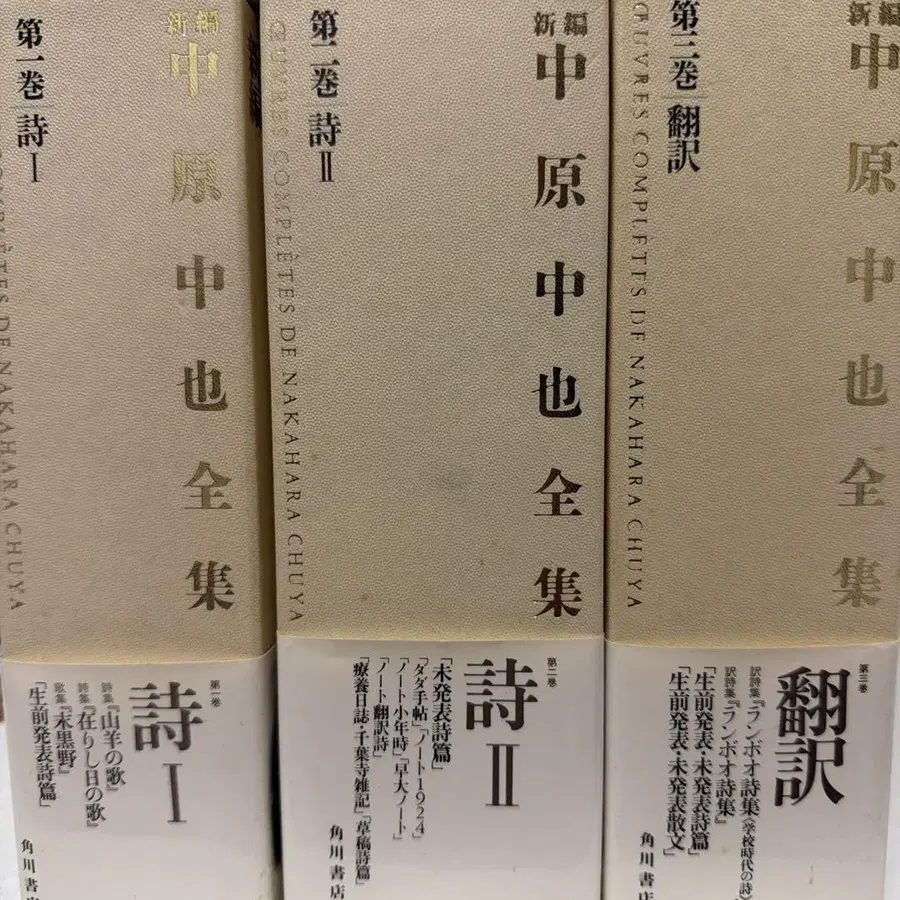 新編
中原中也全集
第一巻 詩Ⅰ
COMPLÈTES DE NAKAHARA CHUYA
第一巻
詩Ⅰ
詩集『山羊の歌』
詩集『在りし日の歌』
歌集『末黒野』
「生前発表詩篇」
角川書店
新編
中原中也全集
第二巻 詩Ⅱ
ŒUVRES COMPLÈTES DE NAKAHARA CHUYA
第二巻
詩Ⅱ
「未発表詩篇」
「ダダ手帖」「ノート1924」
「ノート小年時」「早大ノート」
「ノート翻訳詩」
「療養日誌・千葉寺雑記」「草稿詩篇」
角川書店
新編
中原中也全集
第三巻 翻訳
ŒUVRES COMPLÈTES DE NAKAHARA CHUYA
第三巻
翻訳
訳詩集『ランボオ詩集《学校時代の詩》』
訳詩集『ランボオ詩集』
「生前発表・未発表詩篇」
「生前発表・未発表散文」
角川書店